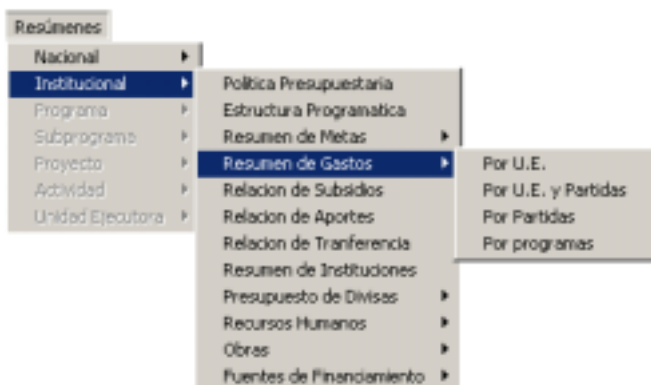 Resúmenes
Nacional
Institucional
Programa
Subprograma
Proyecto
Actividad
Unidad Ejecutora
Politica Presupuestaria
Estructura Programatica
Resumen de Metas
Resumen de Gastos
Relacion de Subsidios
Relacion de Aportes
Relacion de Tranferencia
Resumen de Instituciones
Presupuesto de Divisas
Recursos Humanos
Obras
Fuentes de Financiamiento
Por U.E.
Por U.E. y Partidas
Por Partidas
Por programas